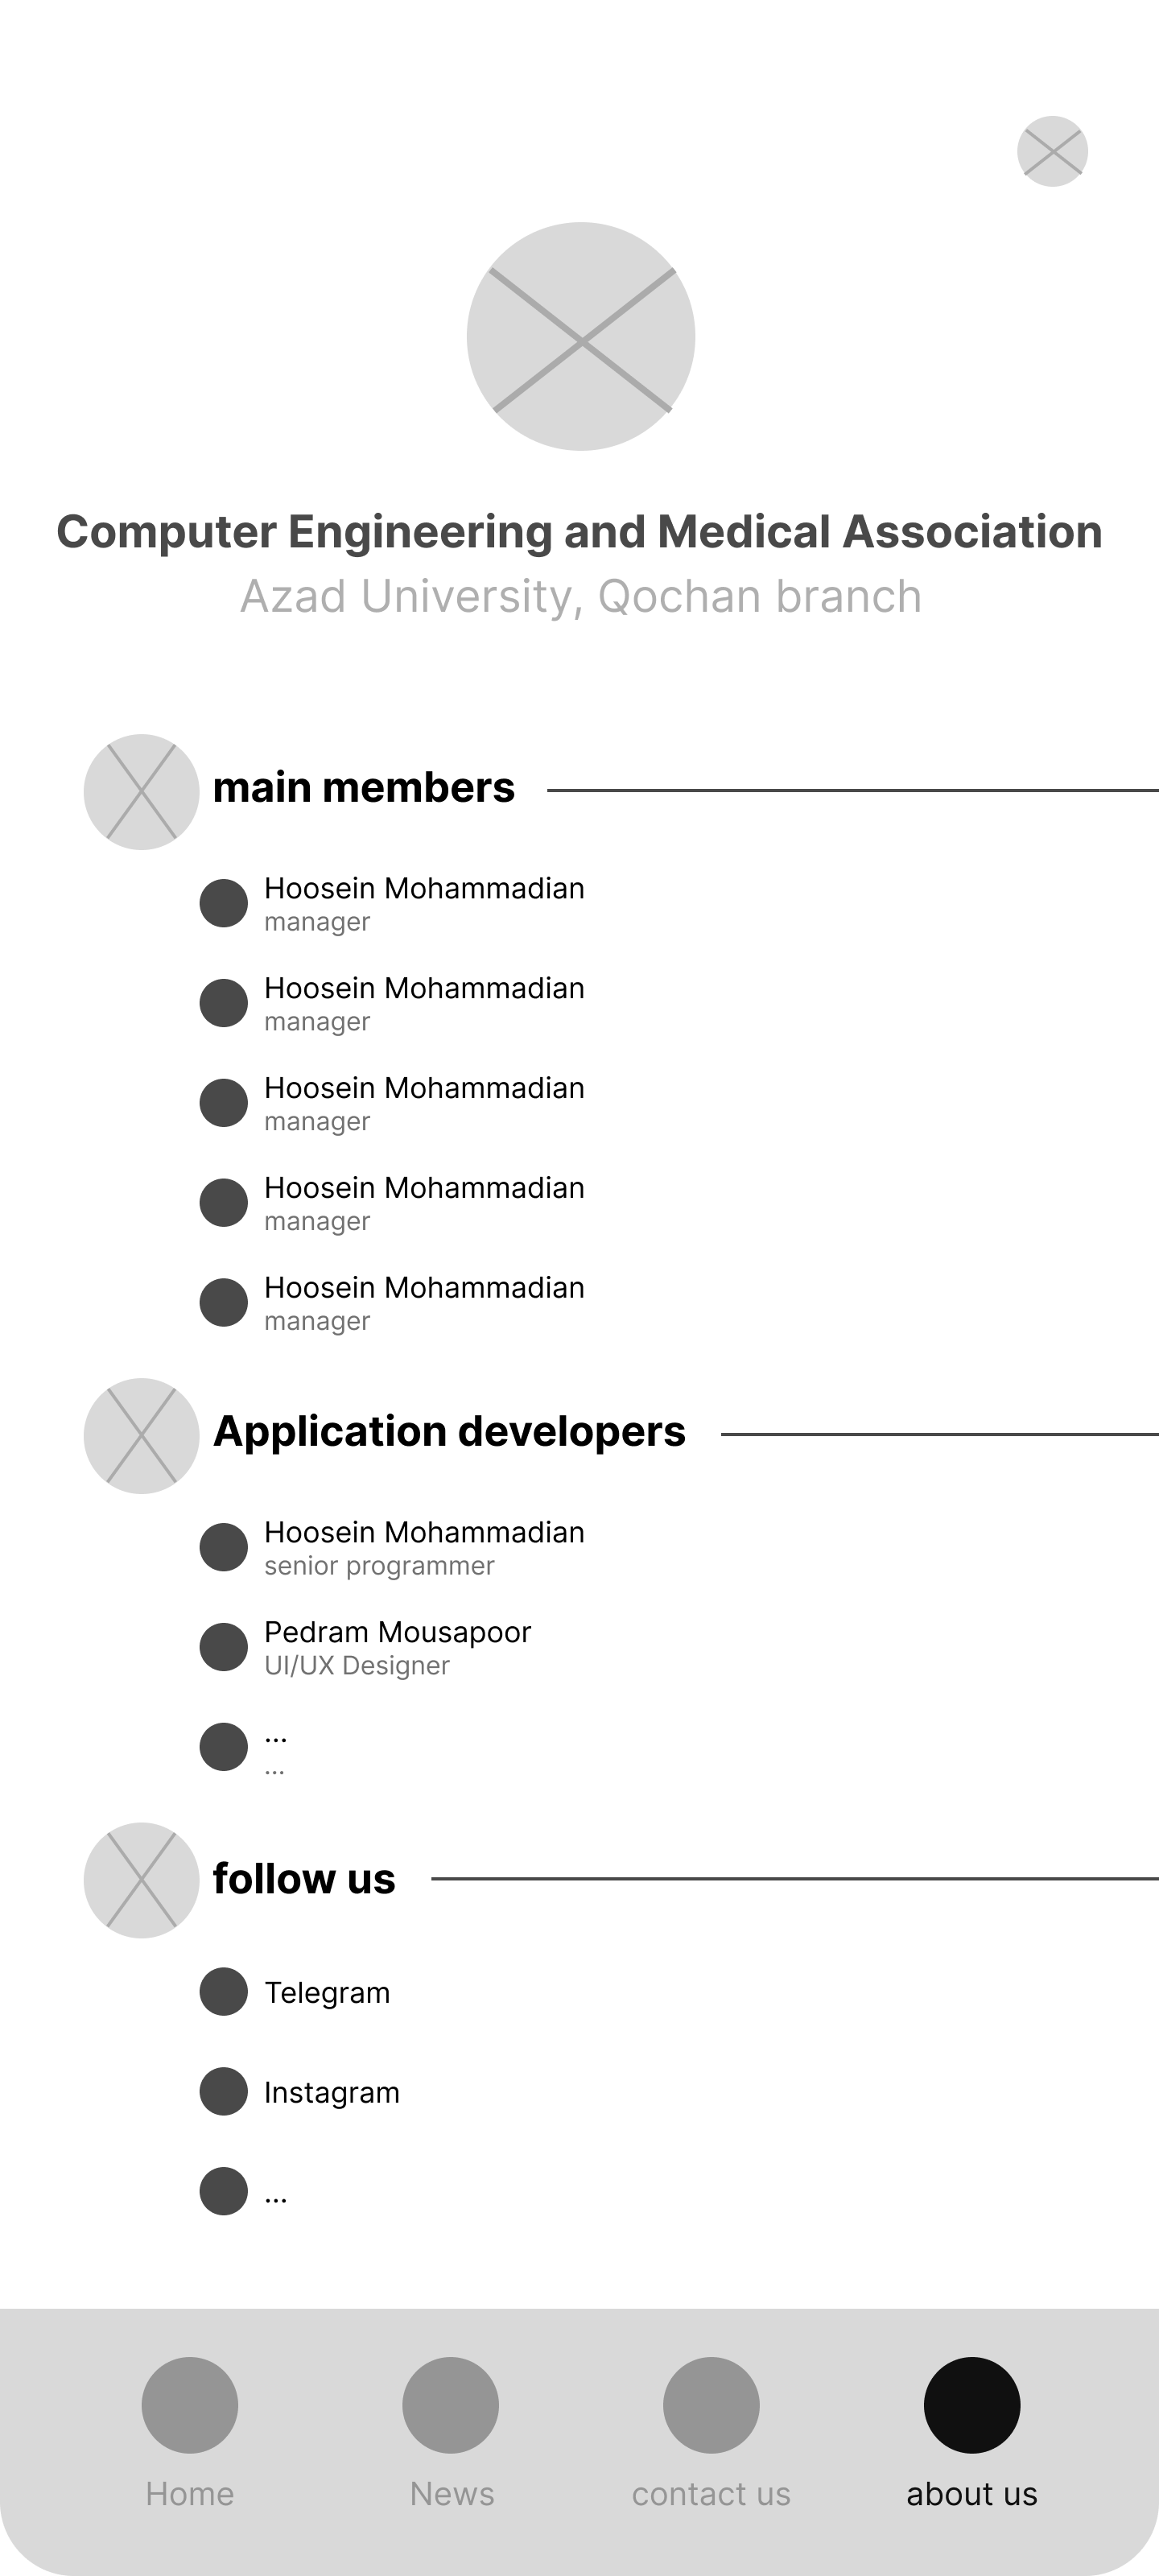 Computer Engineering and Medical Association
Azad University, Qochan branch
main members
Hoosein Mohammadian
manager
Hoosein Mohammadian
manager
Hoosein Mohammadian
manager
Hoosein Mohammadian
manager
Hoosein Mohammadian
manager
Application developers
Hoosein Mohammadian
senior programmer
Pedram Mousapoor
UI/UX Designer
...
...
follow us
Telegram
Instagram
...
Home
News
contact us
about us